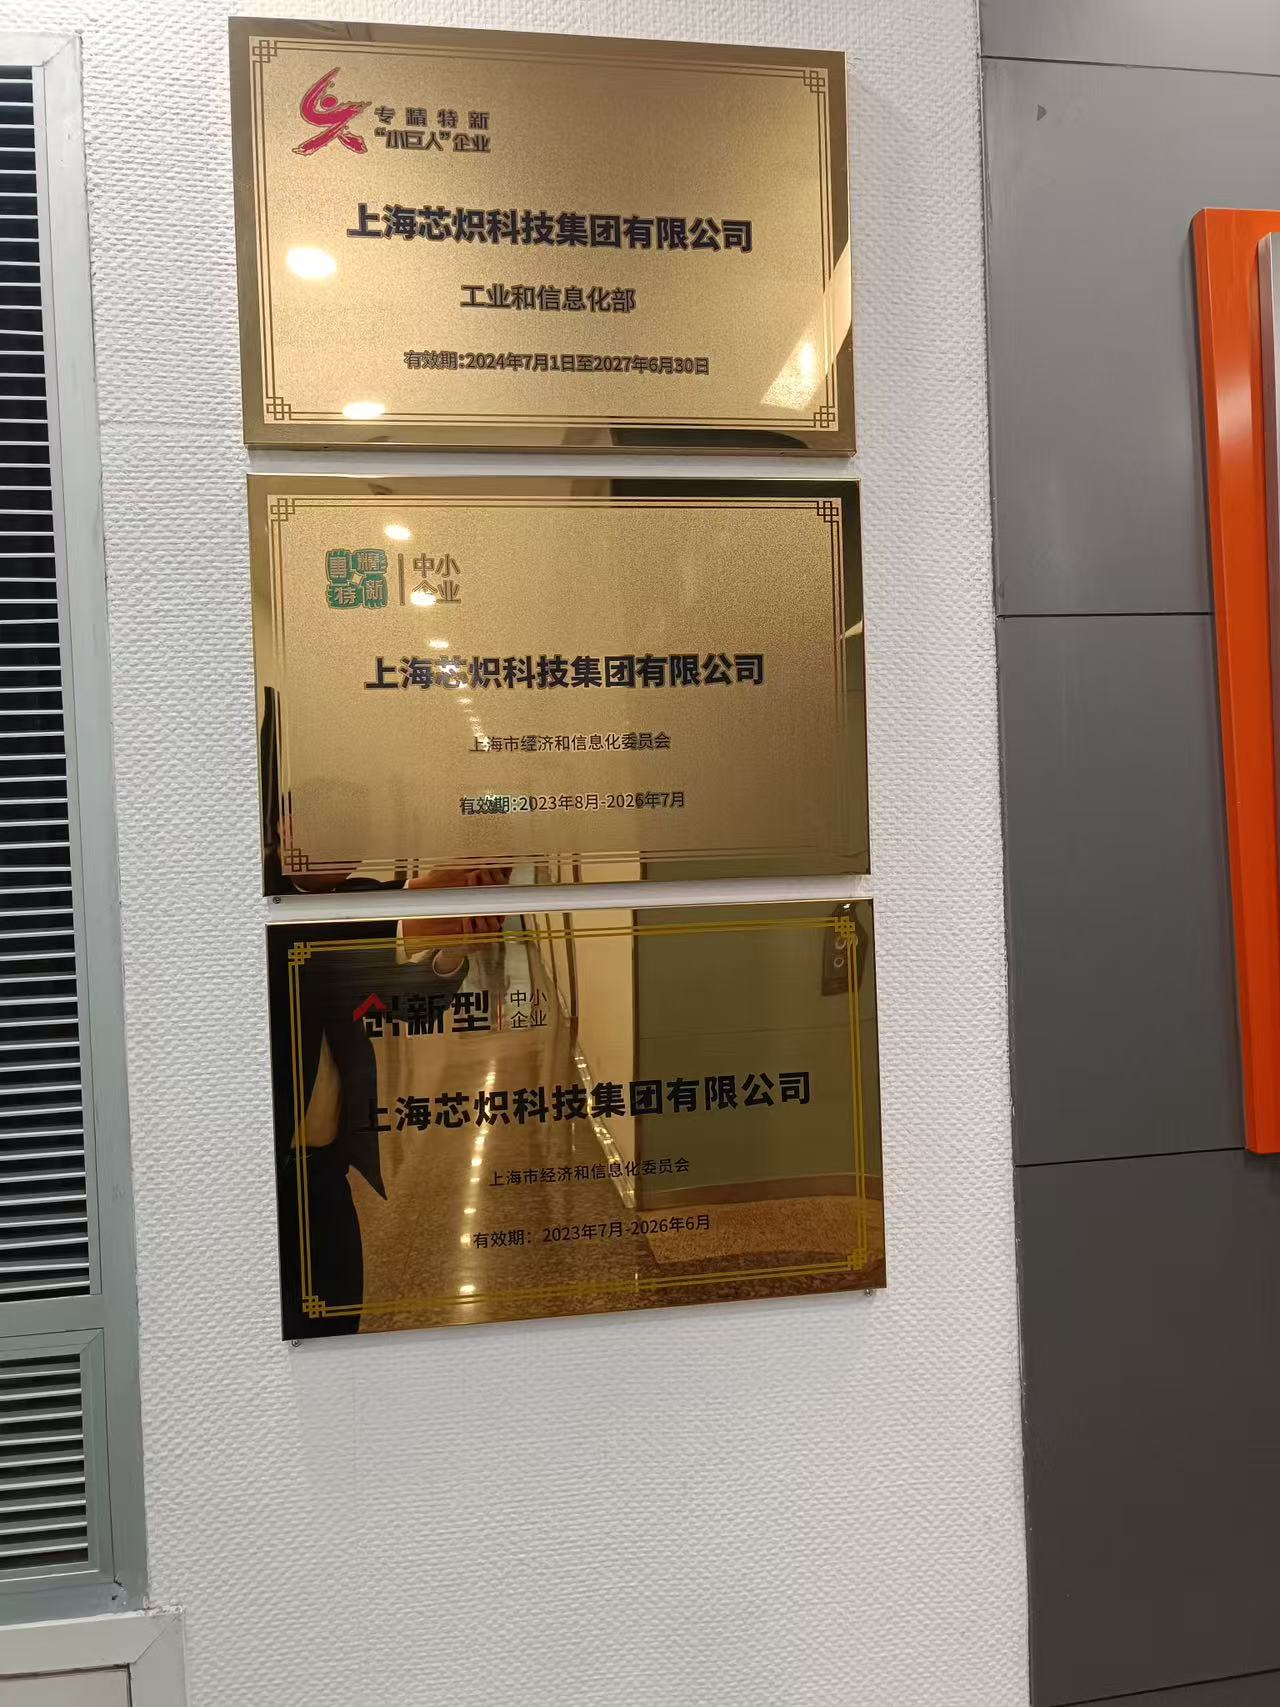 专精特新
“小巨人”企业
上海芯炽科技集团有限公司
工业和信息化部
有效期:2024年7月1日至2027年6月30日
專精特新
中小企业
上海芯炽科技集团有限公司
上海市经济和信息化委员会
有效期:2023年8月-2026年7月
创新型
中小企业
上海芯炽科技集团有限公司
上海市经济和信息化委员会
有效期：2023年7月-2026年6月